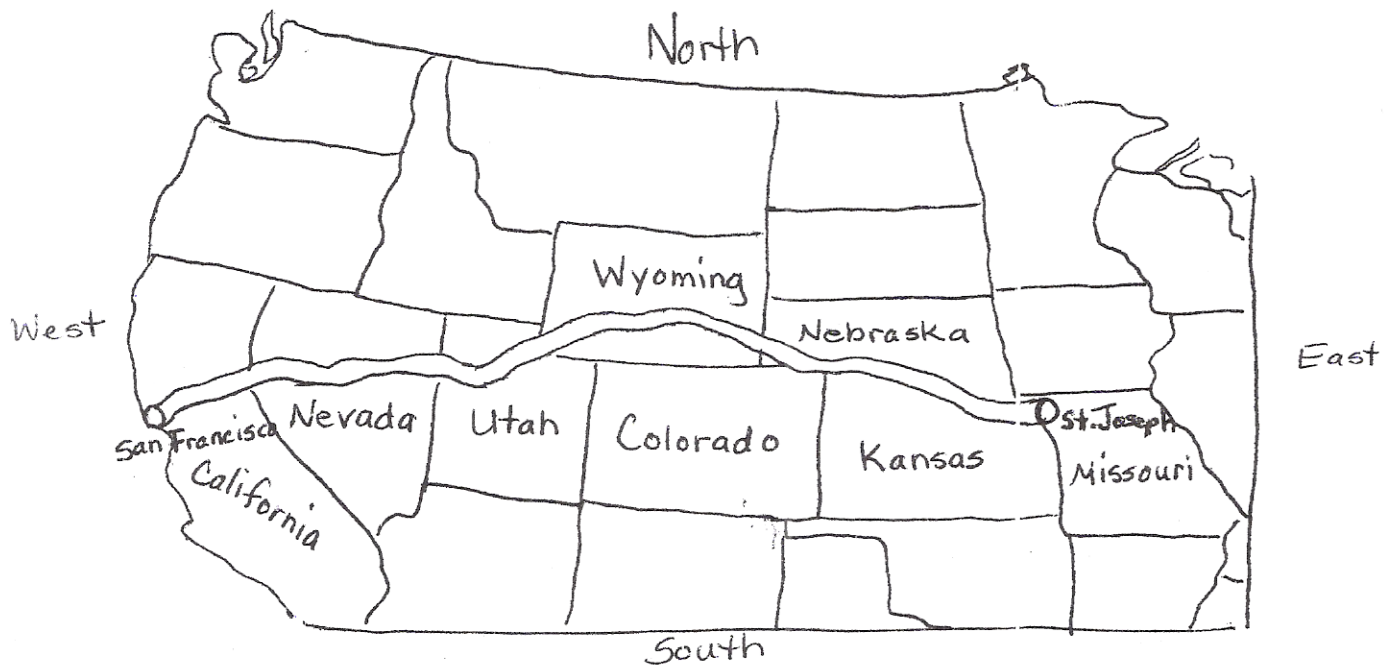 North
Wyoming
West
Nebraska
East
San Francisco
Nevada
Utah
Colorado
Kansas
St. Joseph
Missouri
California
South